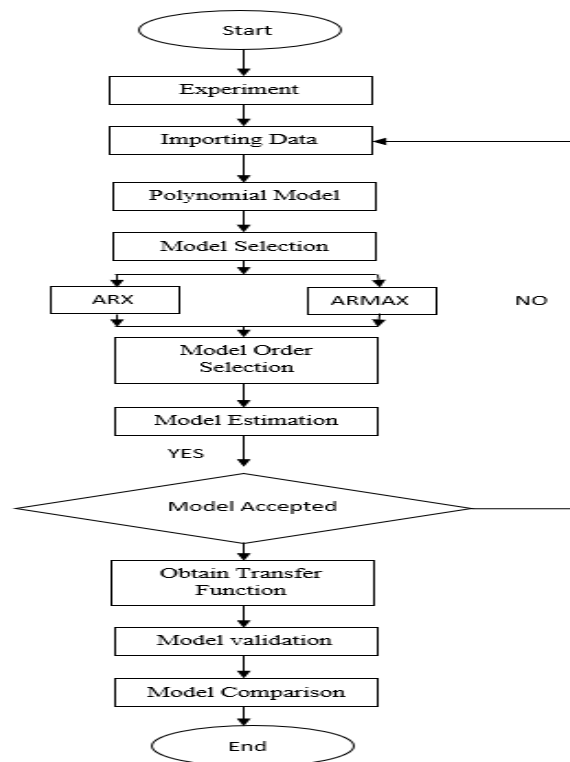 Start
Experiment
Importing Data
Polynomial Model
Model Selection
ARX
ARMAX
NO
Model Order
Selection
Model Estimation
YES
Model Accepted
Obtain Transfer
Function
Model validation
Model Comparison
End